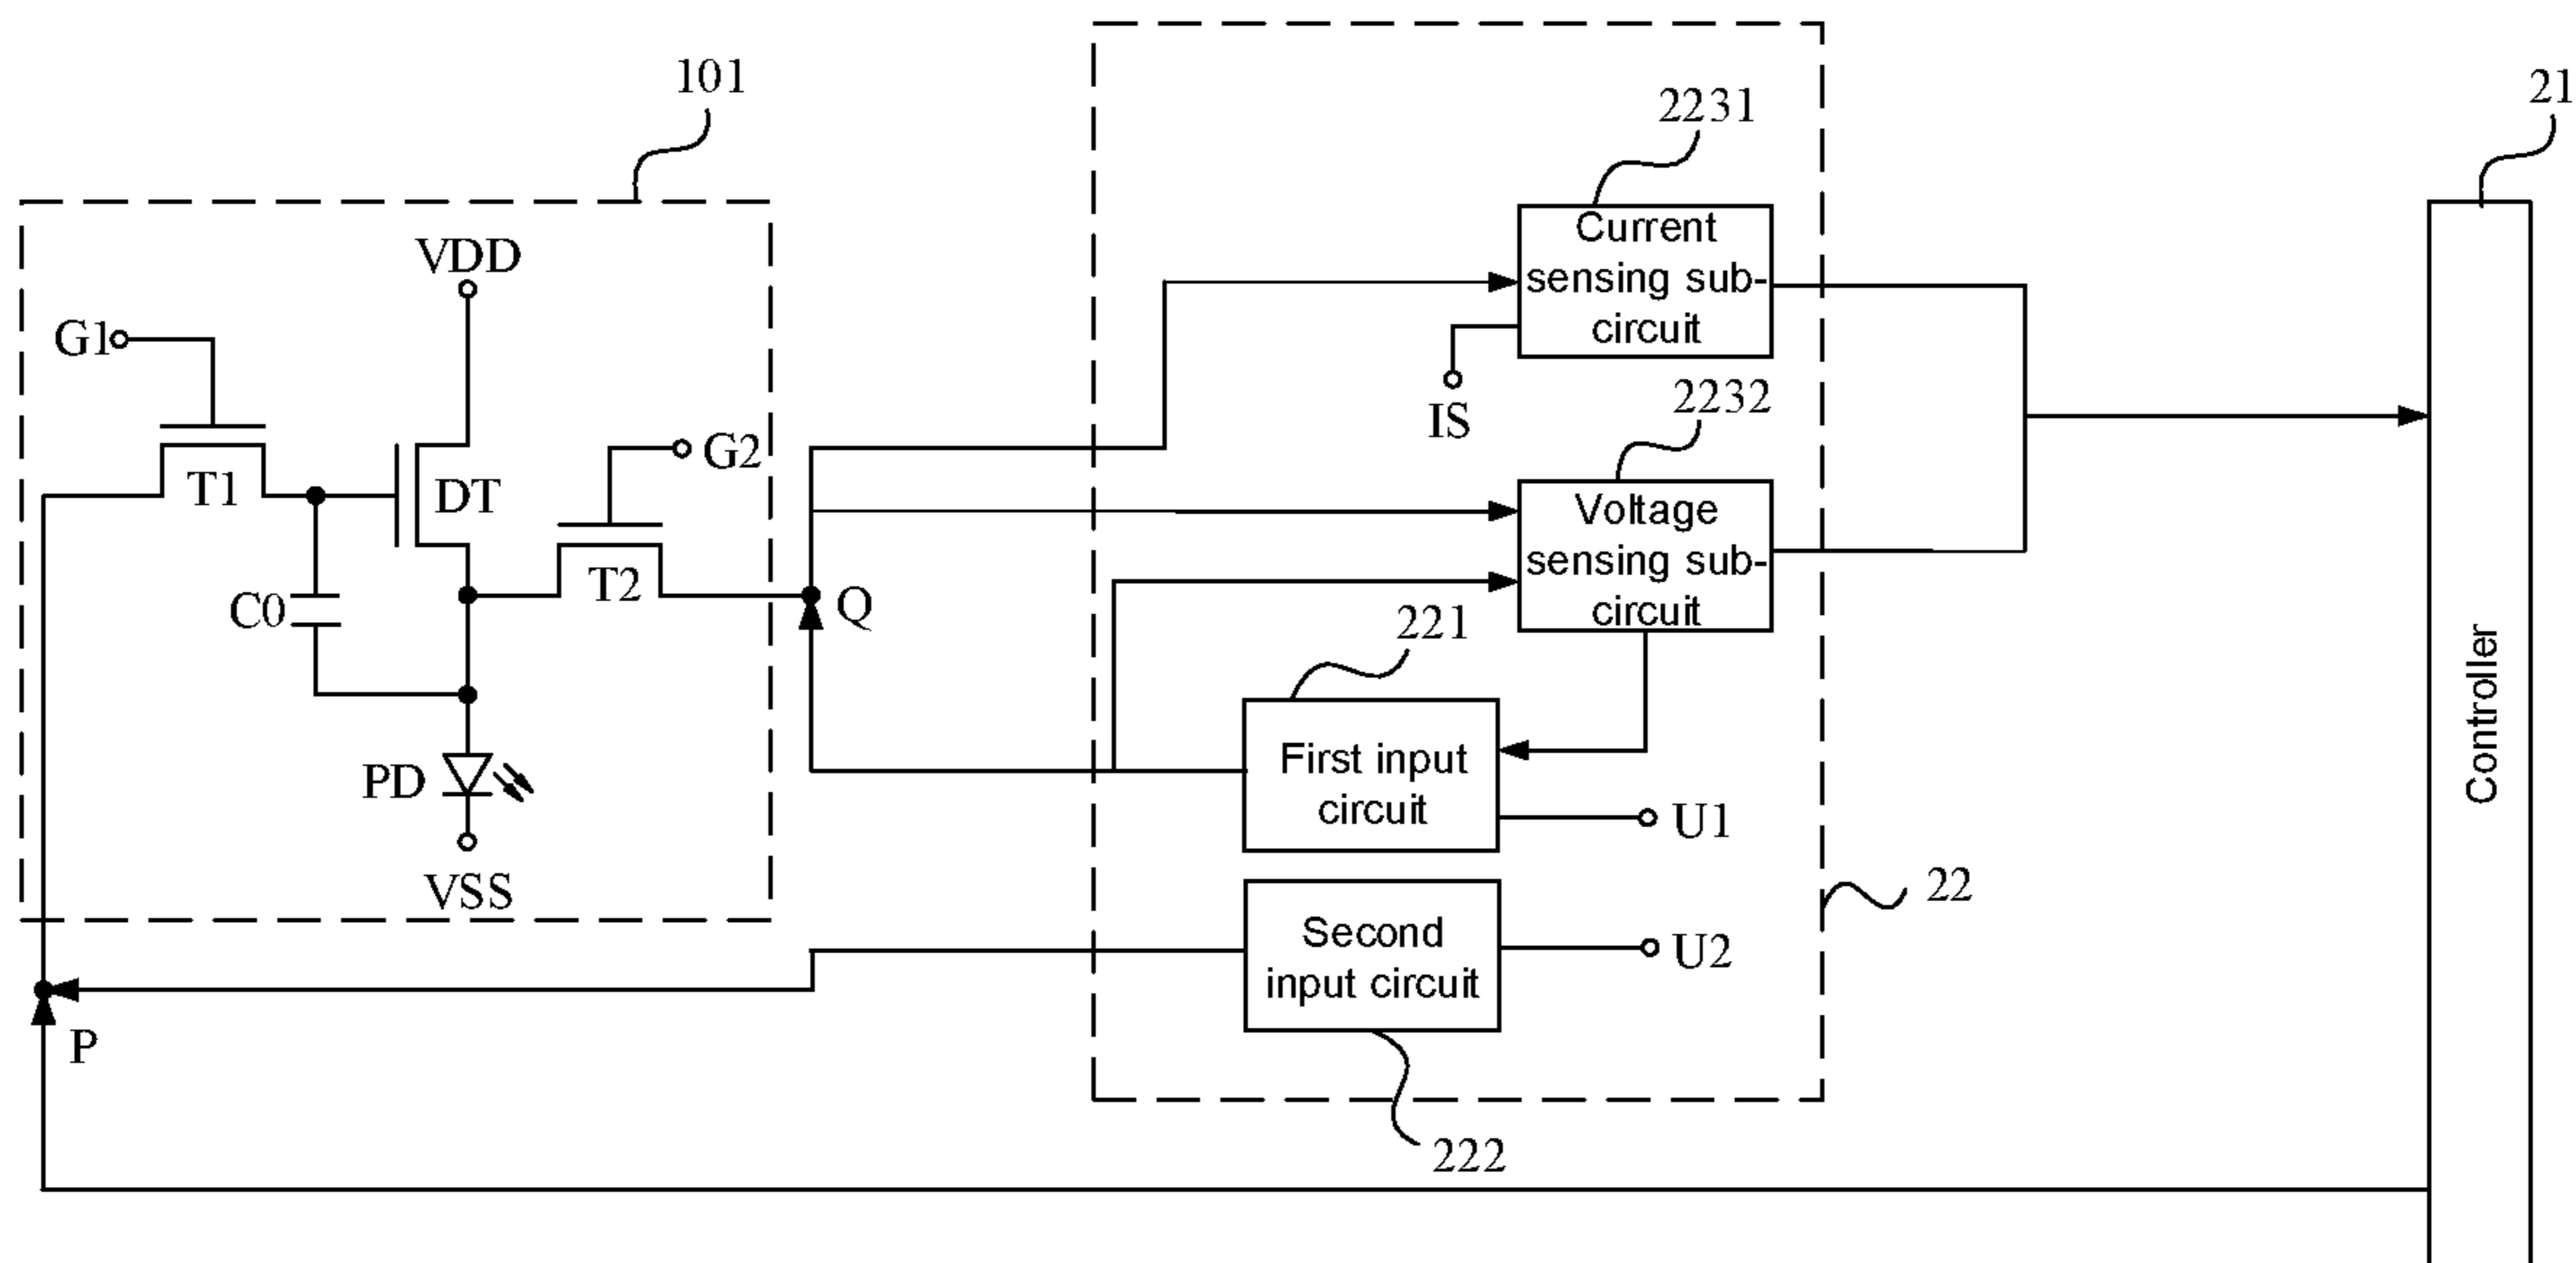 101
2231
21
Current
sensing sub-
circuit
VDD
G1
IS
2232
G2
T1
DT
Voltage
sensing sub-
circuit
T2
Q
C0
221
Controller
First input
circuit
PD
U1
VSS
22
Second
input circuit
U2
P
222